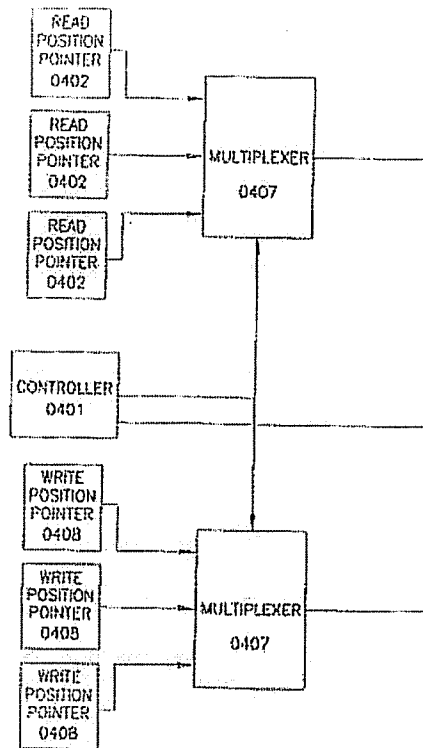 READ
POSITION
POINTER
0402
READ
POSITION
POINTER
0402
READ
POSITION
POINTER
0402
MULTIPLEXER
0407
CONTROLLER
0401
WRITE
POSITION
POINTER
0408
WRITE
POSITION
POINTER
0408
WRITE
POSITION
POINTER
0408
MULTIPLEXER
0407